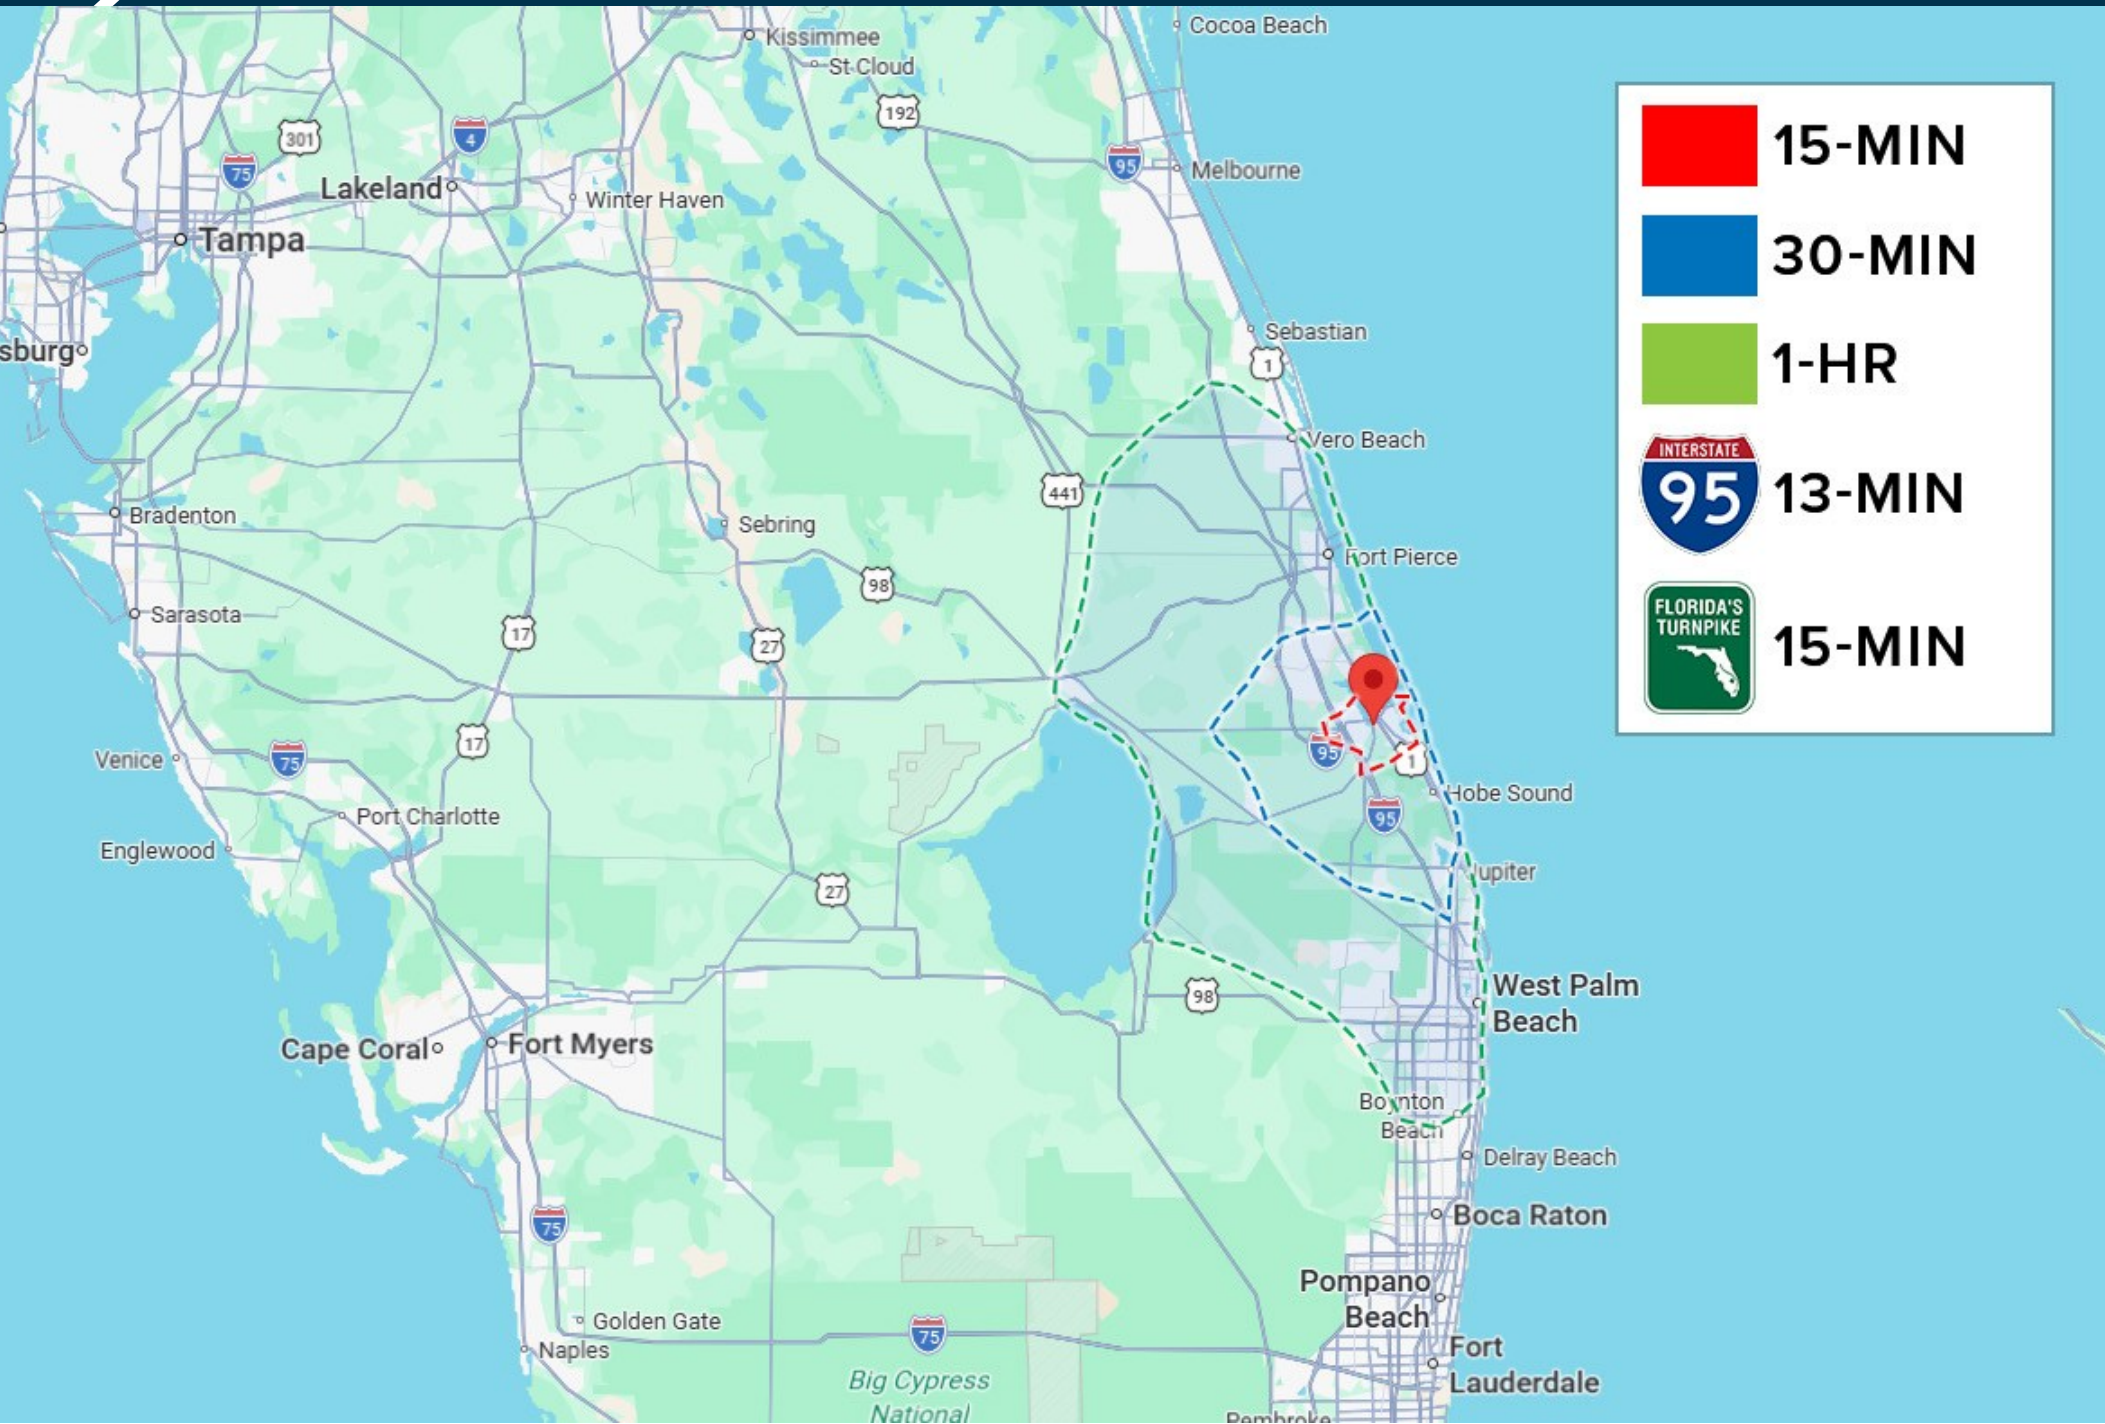 Cocoa Beach
Kissimmee
St Cloud
192
301
4
95
Melbourne
75
Lakeland
Winter Haven
Tampa
Sebastian
1
sburg
441
Vero Beach
Bradenton
Sebring
Fort Pierce
98
Sarasota
17
27
17
75
Venice
95
1
Hobe Sound
Port Charlotte
95
Englewood
Jupiter
27
98
West Palm
Beach
Cape Coral
Fort Myers
Boynton
Beach
Delray Beach
75
Boca Raton
Pompano
Beach
Golden Gate
75
Naples
Fort
Lauderdale
Big Cypress
National
Pembroke
15-MIN
30-MIN
1-HR
INTERSTATE
95
13-MIN
FLORIDA'S
TURNPIKE
15-MIN